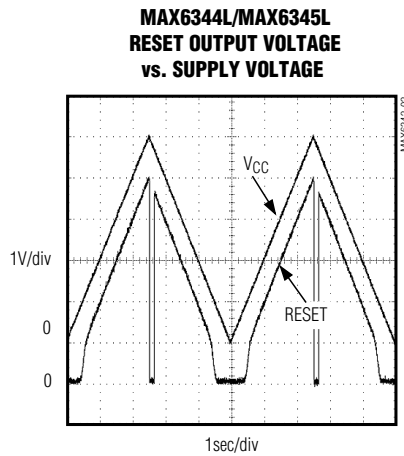 MAX6344L/MAX6345L
RESET OUTPUT VOLTAGE
vs. SUPPLY VOLTAGE
VCC
1V/div
RESET
0
0
1sec/div